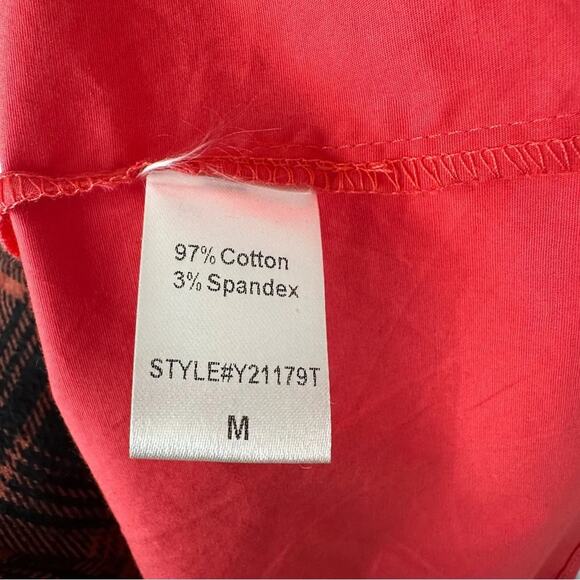 97% Cotton
3% Spandex
STYLE#Y21179T
M